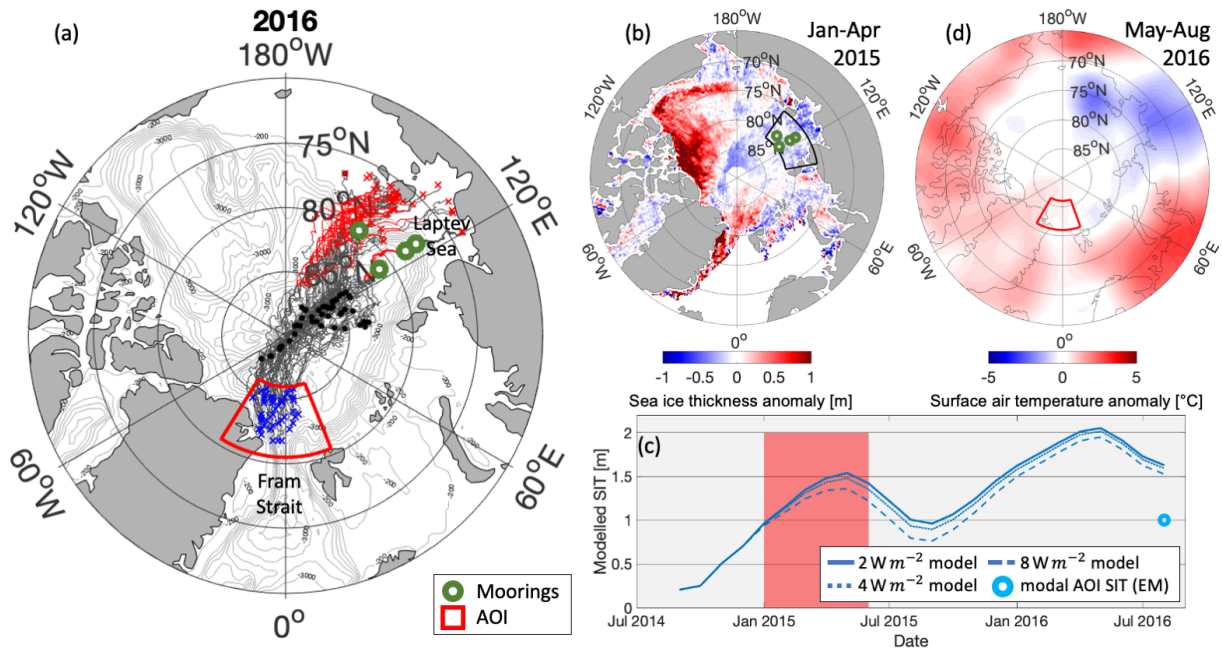 2016
(a)
180°W
120°W
120°E
75°N
80°N
Laptev
Sea
60°W
60°E
Fram
Strait
0°
-200
-3000
Moorings
AOI
(b)
180°W
Jan-Apr
2015
120°W
120°E
70°N
75°N
80°N
85°N
60°W
60°E
0°
-1 -0.5 0 0.5 1
Sea ice thickness anomaly [m]
(d)
180°W
May-Aug
2016
120°W
120°E
70°N
75°N
80°N
85°N
60°W
60°E
0°
-5 0 5
Surface air temperature anomaly [°C]
(c)
Modelled SIT [m]
2
1.5
1
0.5
0
2 W m⁻² model
8 W m⁻² model
4 W m⁻² model
modal AOI SIT (EM)
Jul 2014 Jan 2015 Jul 2015 Jan 2016 Jul 2016
Date